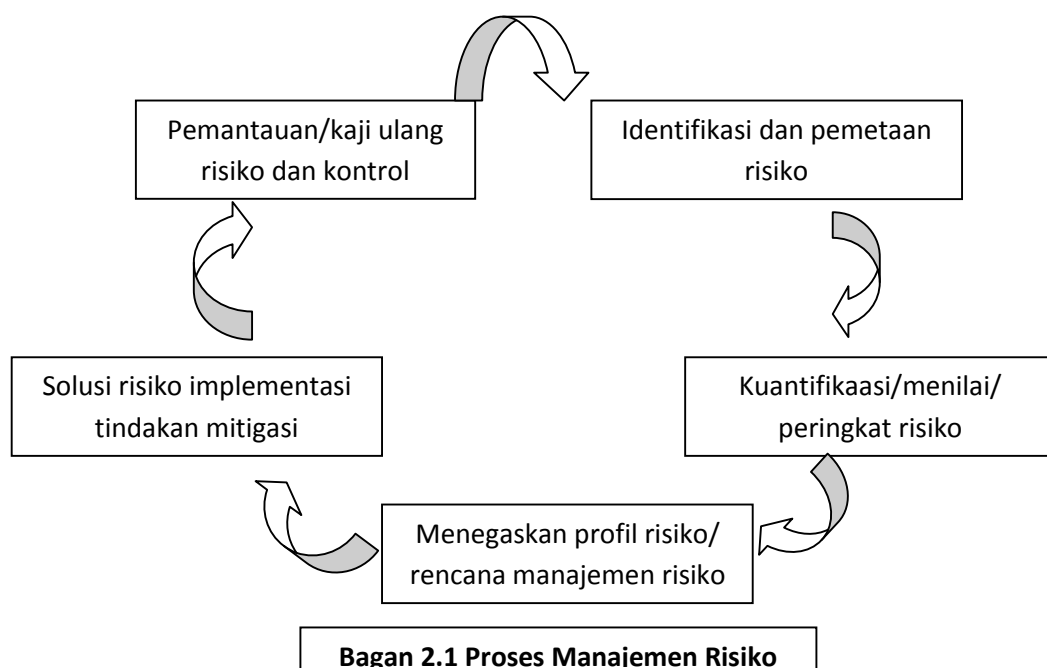 Pemantauan/kaji ulang
risiko dan kontrol
Identifikasi dan pemetaan
risiko
Kuantifikaasi/menilai/
peringkat risiko
Menegaskan profil risiko/
rencana manajemen risiko
Solusi risiko implementasi
tindakan mitigasi
Bagan 2.1 Proses Manajemen Risiko